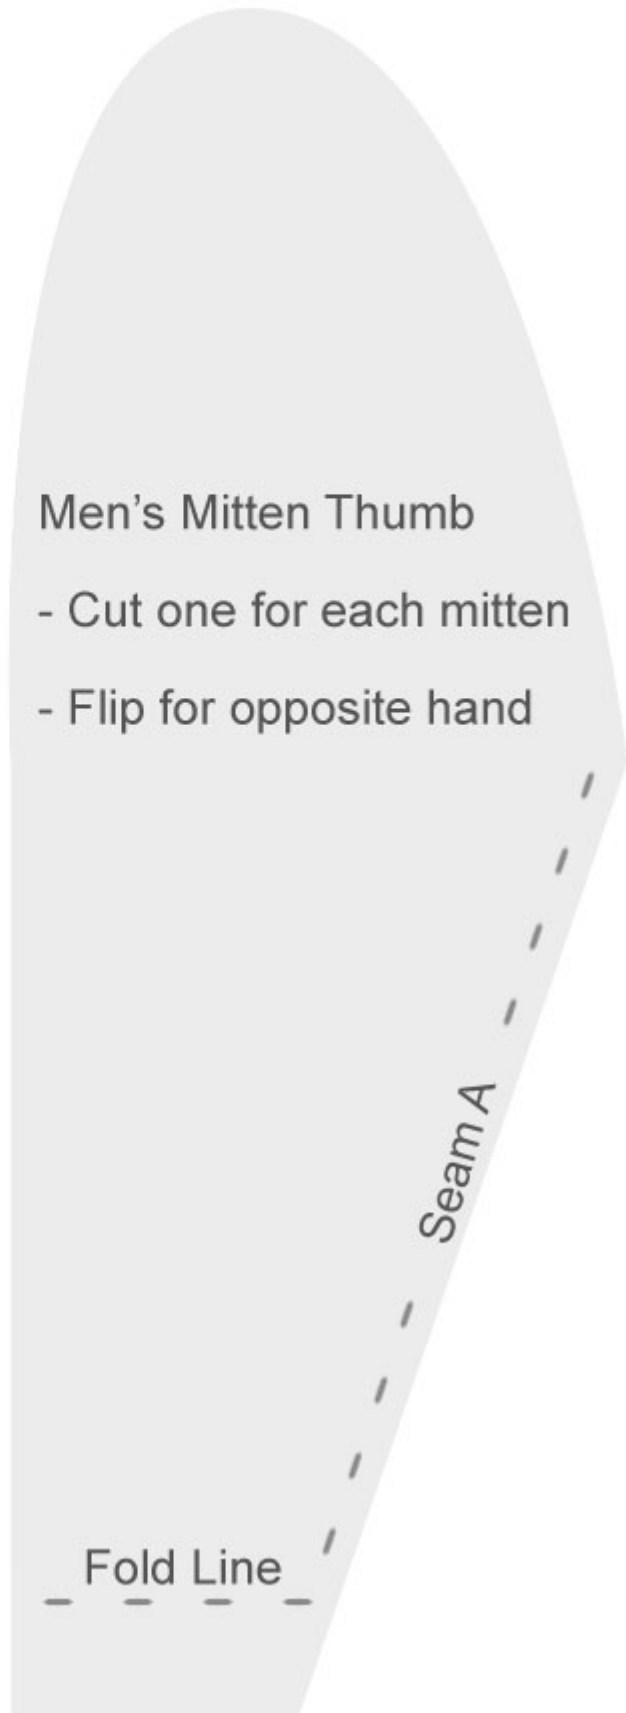 Men's Mitten Thumb
- Cut one for each mitten
- Flip for opposite hand
Seam A
Fold Line